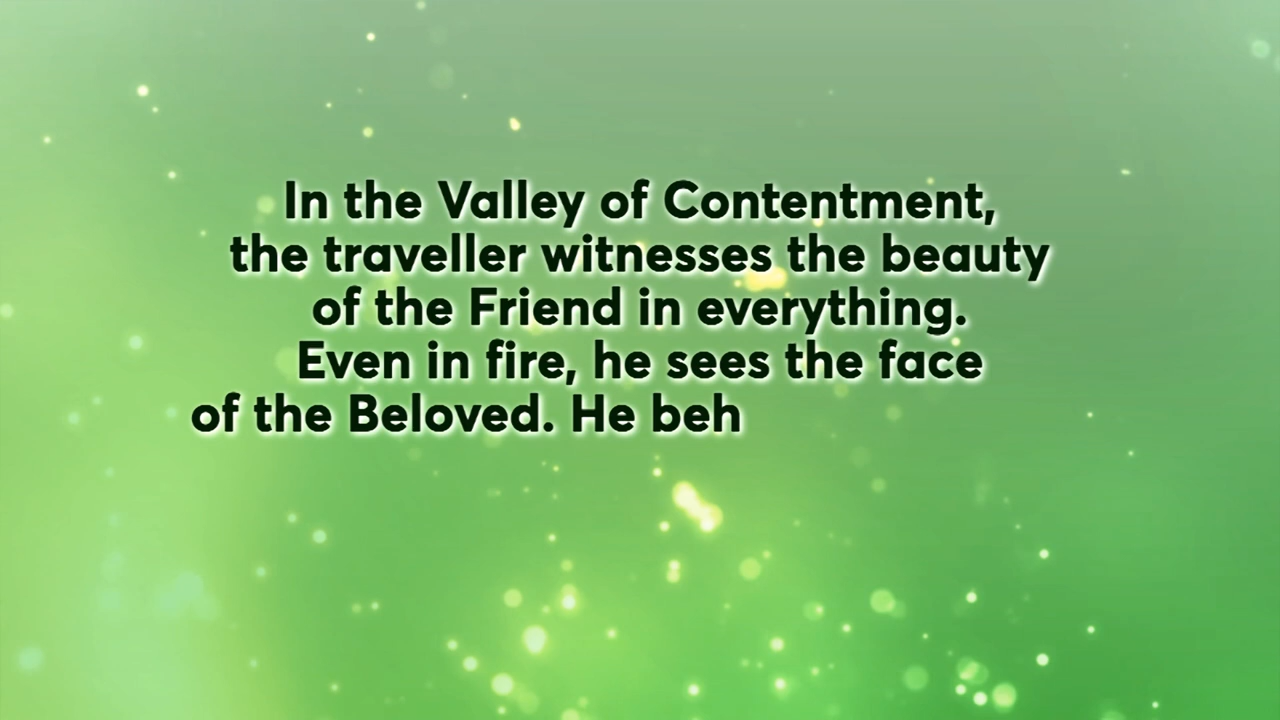 In the Valley of Contentment,
the traveller witnesses the beauty
of the Friend in everything.
Even in fire, he sees the face
of the Beloved. He beh